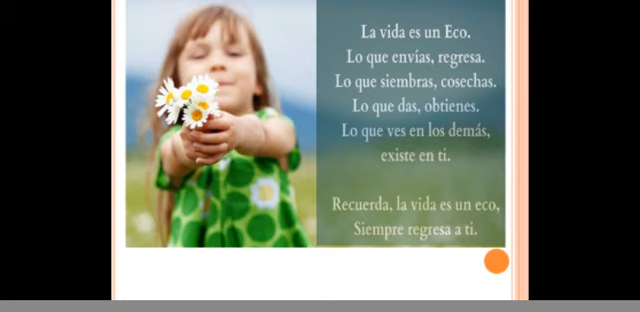 La vida es un Eco.
Lo que envías, regresa.
Lo que siembras, cosechas.
Lo que das, obtienes.
Lo que ves en los demás,
existe en ti.
Recuerda, la vida es un eco,
Siempre regresa a ti.